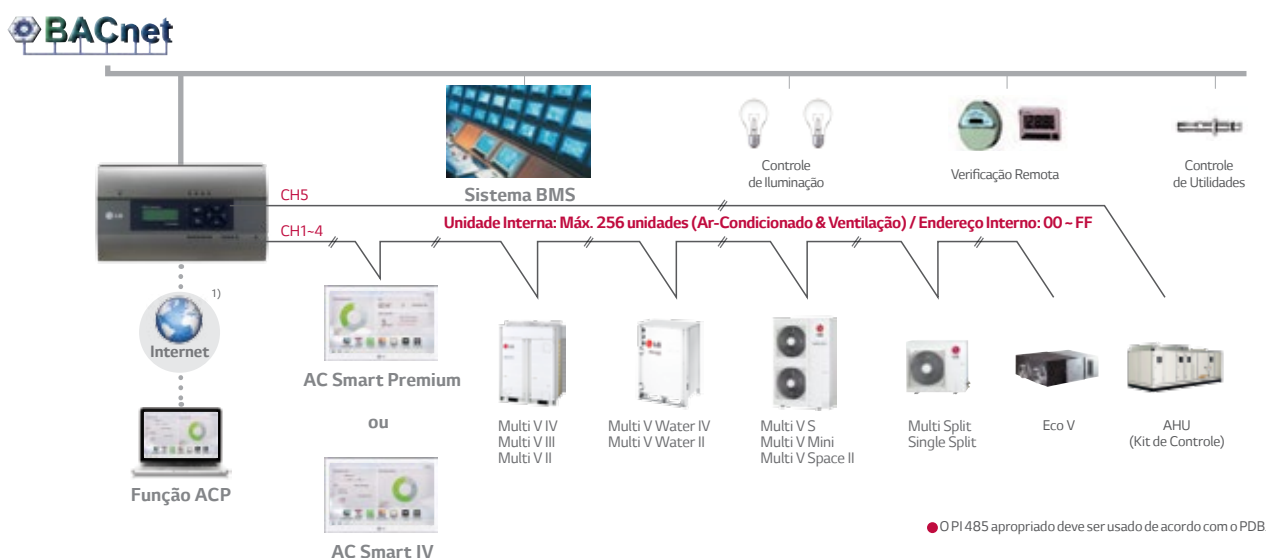 BACnet
CH5
CH1~4
Sistema BMS
Controle
de Iluminação
Verificação Remota
Controle
de Utilidades
Unidade Interna: Máx. 256 unidades (Ar-Condicionado & Ventilação) / Endereço Interno: 00 ~ FF
1)
Internet
Função ACP
AC Smart Premium
ou
AC Smart IV
Multi V IV
Multi V III
Multi V II
Multi V Water IV
Multi V Water II
Multi V S
Multi V Mini
Multi V Space II
Multi Split
Single Split
Eco V
AHU
(Kit de Controle)
O PI 485 apropriado deve ser usado de acordo com o PDB
LG